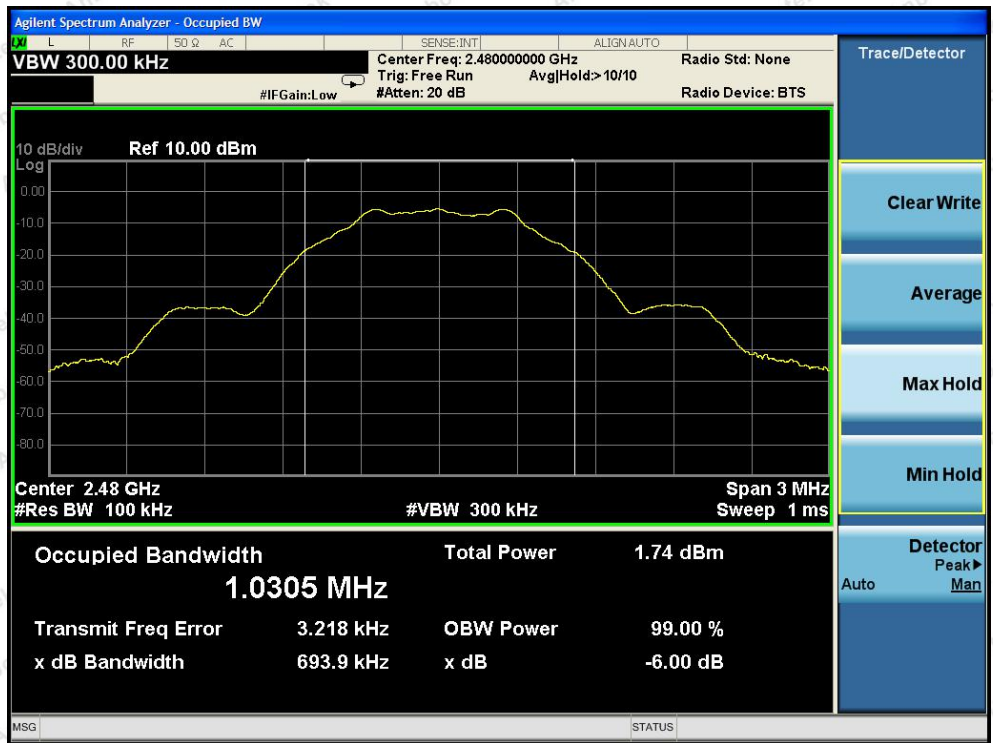 Agilent Spectrum Analyzer - Occupied BW
LXI L RF 50 Ω AC SENSE:INT ALIGN AUTO
VBW 300.00 kHz
Center Freq: 2.480000000 GHz
Radio Std: None
Trig: Free Run Avg|Hold:> 10/10
#IFGain:Low #Atten: 20 dB Radio Device: BTS
10 dB/div Ref 10.00 dBm
Log
0.00
-10.0
-20.0
-30.0
-40.0
-50.0
-60.0
-70.0
-80.0
Center 2.48 GHz Span 3 MHz
#Res BW 100 kHz #VBW 300 kHz Sweep 1 ms
Occupied Bandwidth Total Power 1.74 dBm
1.0305 MHz
Transmit Freq Error 3.218 kHz OBW Power 99.00 %
x dB Bandwidth 693.9 kHz x dB -6.00 dB
MSG STATUS
Trace/Detector
Clear Write
Average
Max Hold
Min Hold
Detector
Peak▶
Auto Man